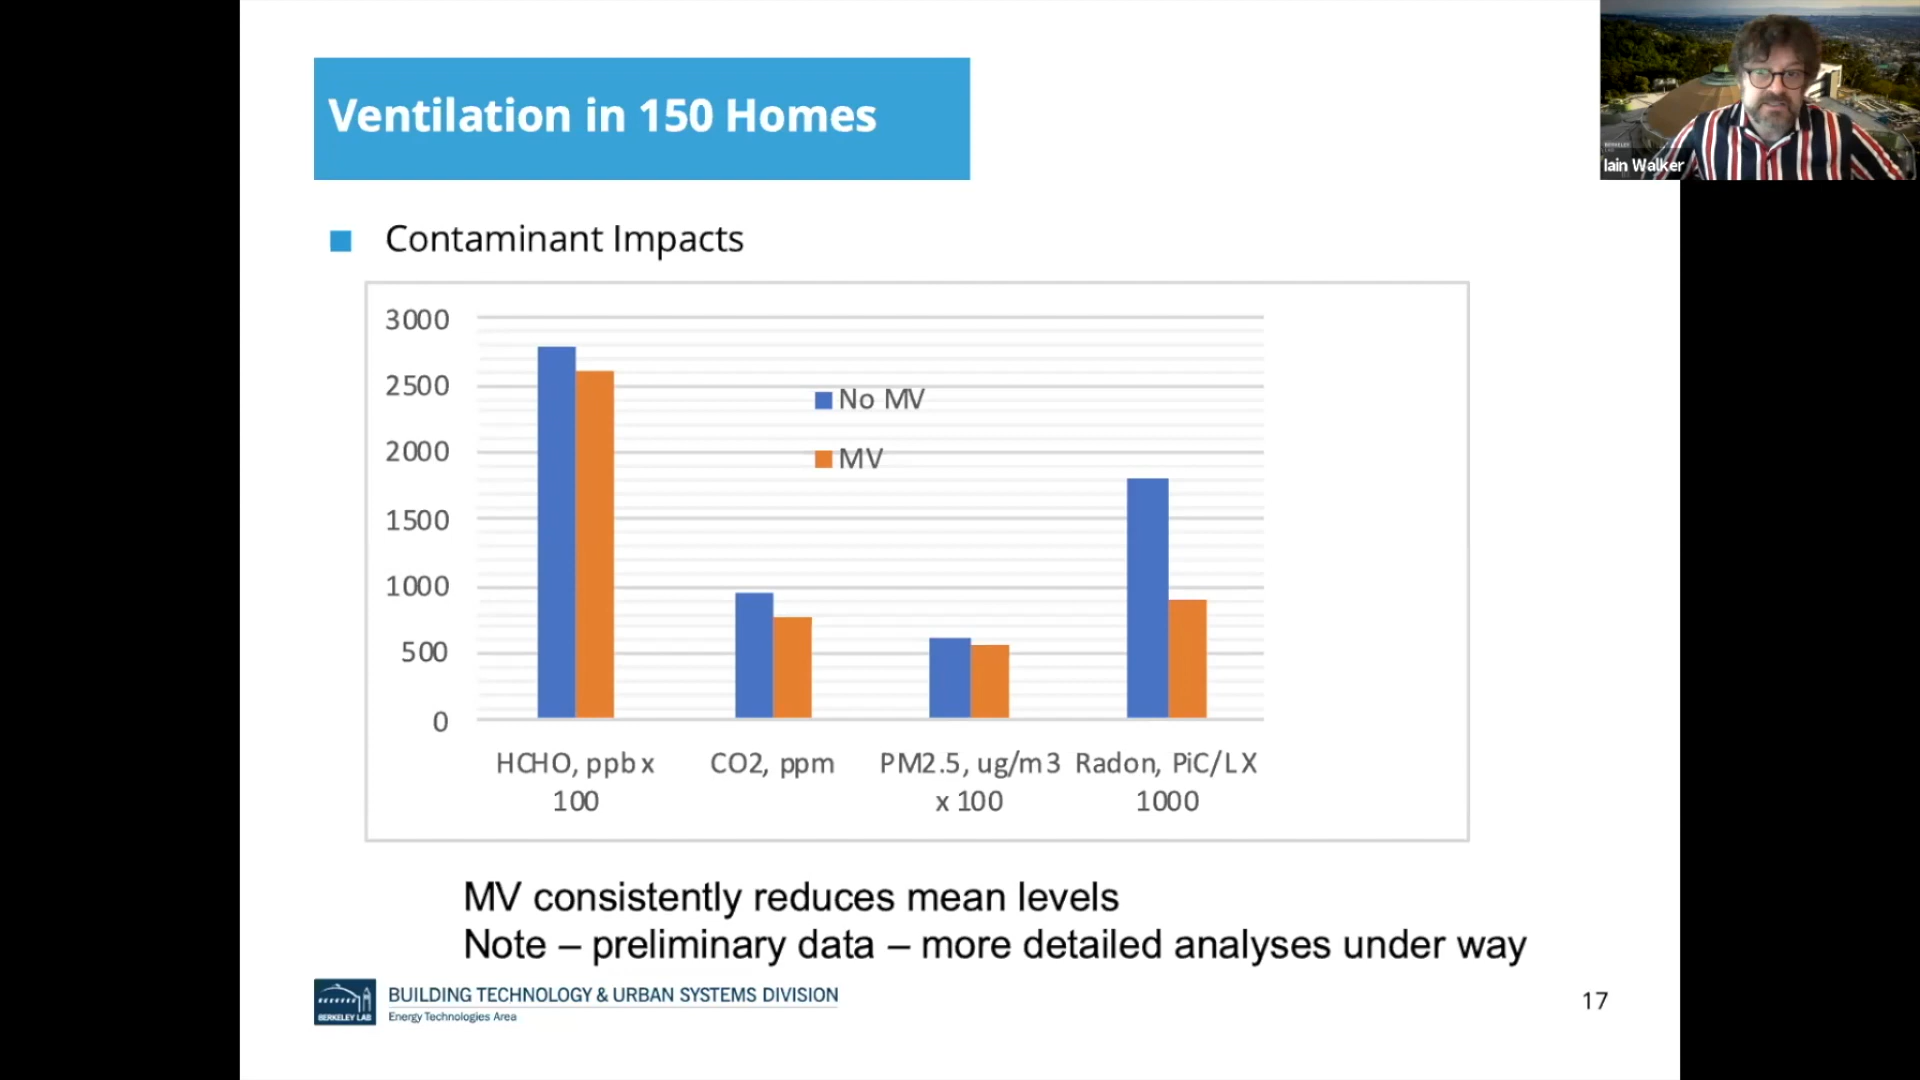 Ventilation in 150 Homes
Iain Walker
Contaminant Impacts
3000
2500
2000
1500
1000
500
0
No MV
MV
HCHO, ppb x
100
CO2, ppm
PM2.5, ug/m3
x 100
Radon, PiC/L X
1000
MV consistently reduces mean levels
Note – preliminary data – more detailed analyses under way
BERKELEY LAB
BUILDING TECHNOLOGY & URBAN SYSTEMS DIVISION
Energy Technologies Area
17